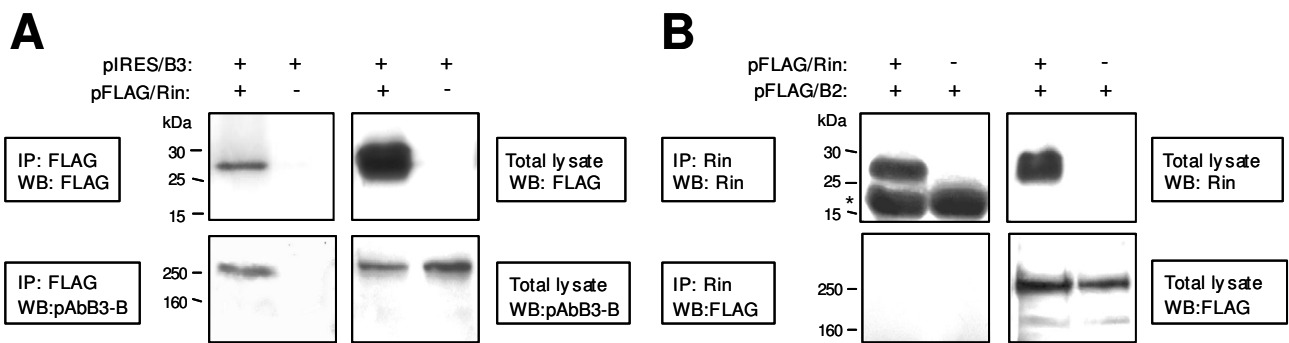 A
pIRES/B3: + + + +
pFLAG/Rin: + - + -
kDa
30
25
15
IP: FLAG
WB: FLAG
Total lysate
WB: FLAG
250
160
IP: FLAG
WB:pAbB3-B
Total lysate
WB:pAbB3-B
B
pFLAG/Rin: + - + -
pFLAG/B2: + + + +
kDa
30
25
*
15
IP: Rin
WB: Rin
Total lysate
WB: Rin
250
160
IP: Rin
WB:FLAG
Total lysate
WB:FLAG